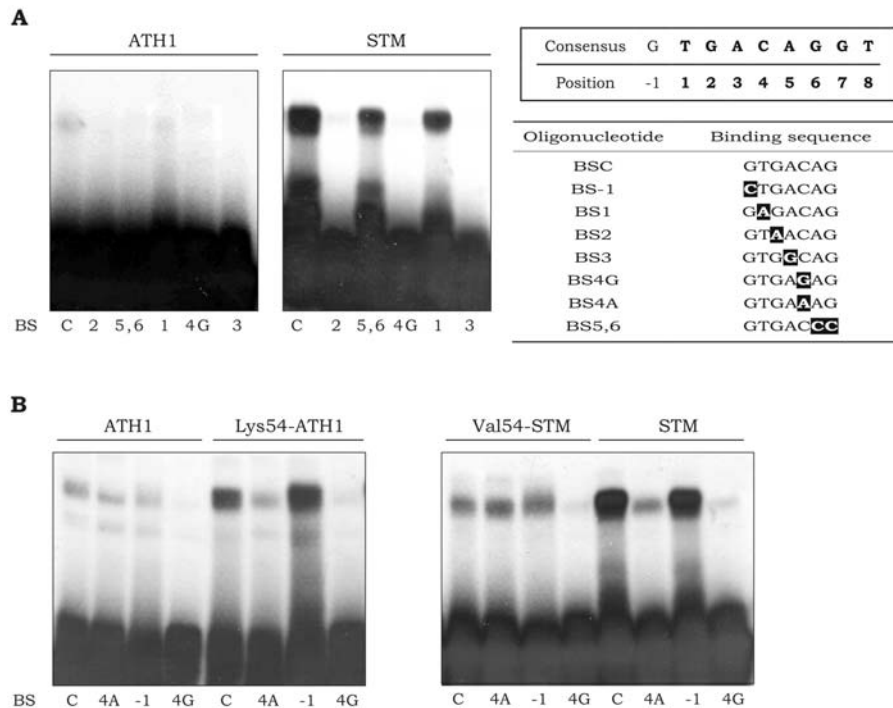 A
ATH1 STM
Consensus G T G A C A G G T
Position -1 1 2 3 4 5 6 7 8
Oligonucleotide Binding sequence
BSC GTGACAG
BS-1 CTGACAG
BS1 GAGACAG
BS2 GTAACAG
BS3 GTGGCAG
BS4G GTGAGAG
BS4A GTGAAAG
BS5,6 GTGACCC
BS C 2 5,6 1 4G 3 C 2 5,6 4G 1 3
B
ATH1 Lys54-ATH1 Val54-STM STM
BS C 4A -1 4G C 4A -1 4G C 4A -1 4G C 4A -1 4G